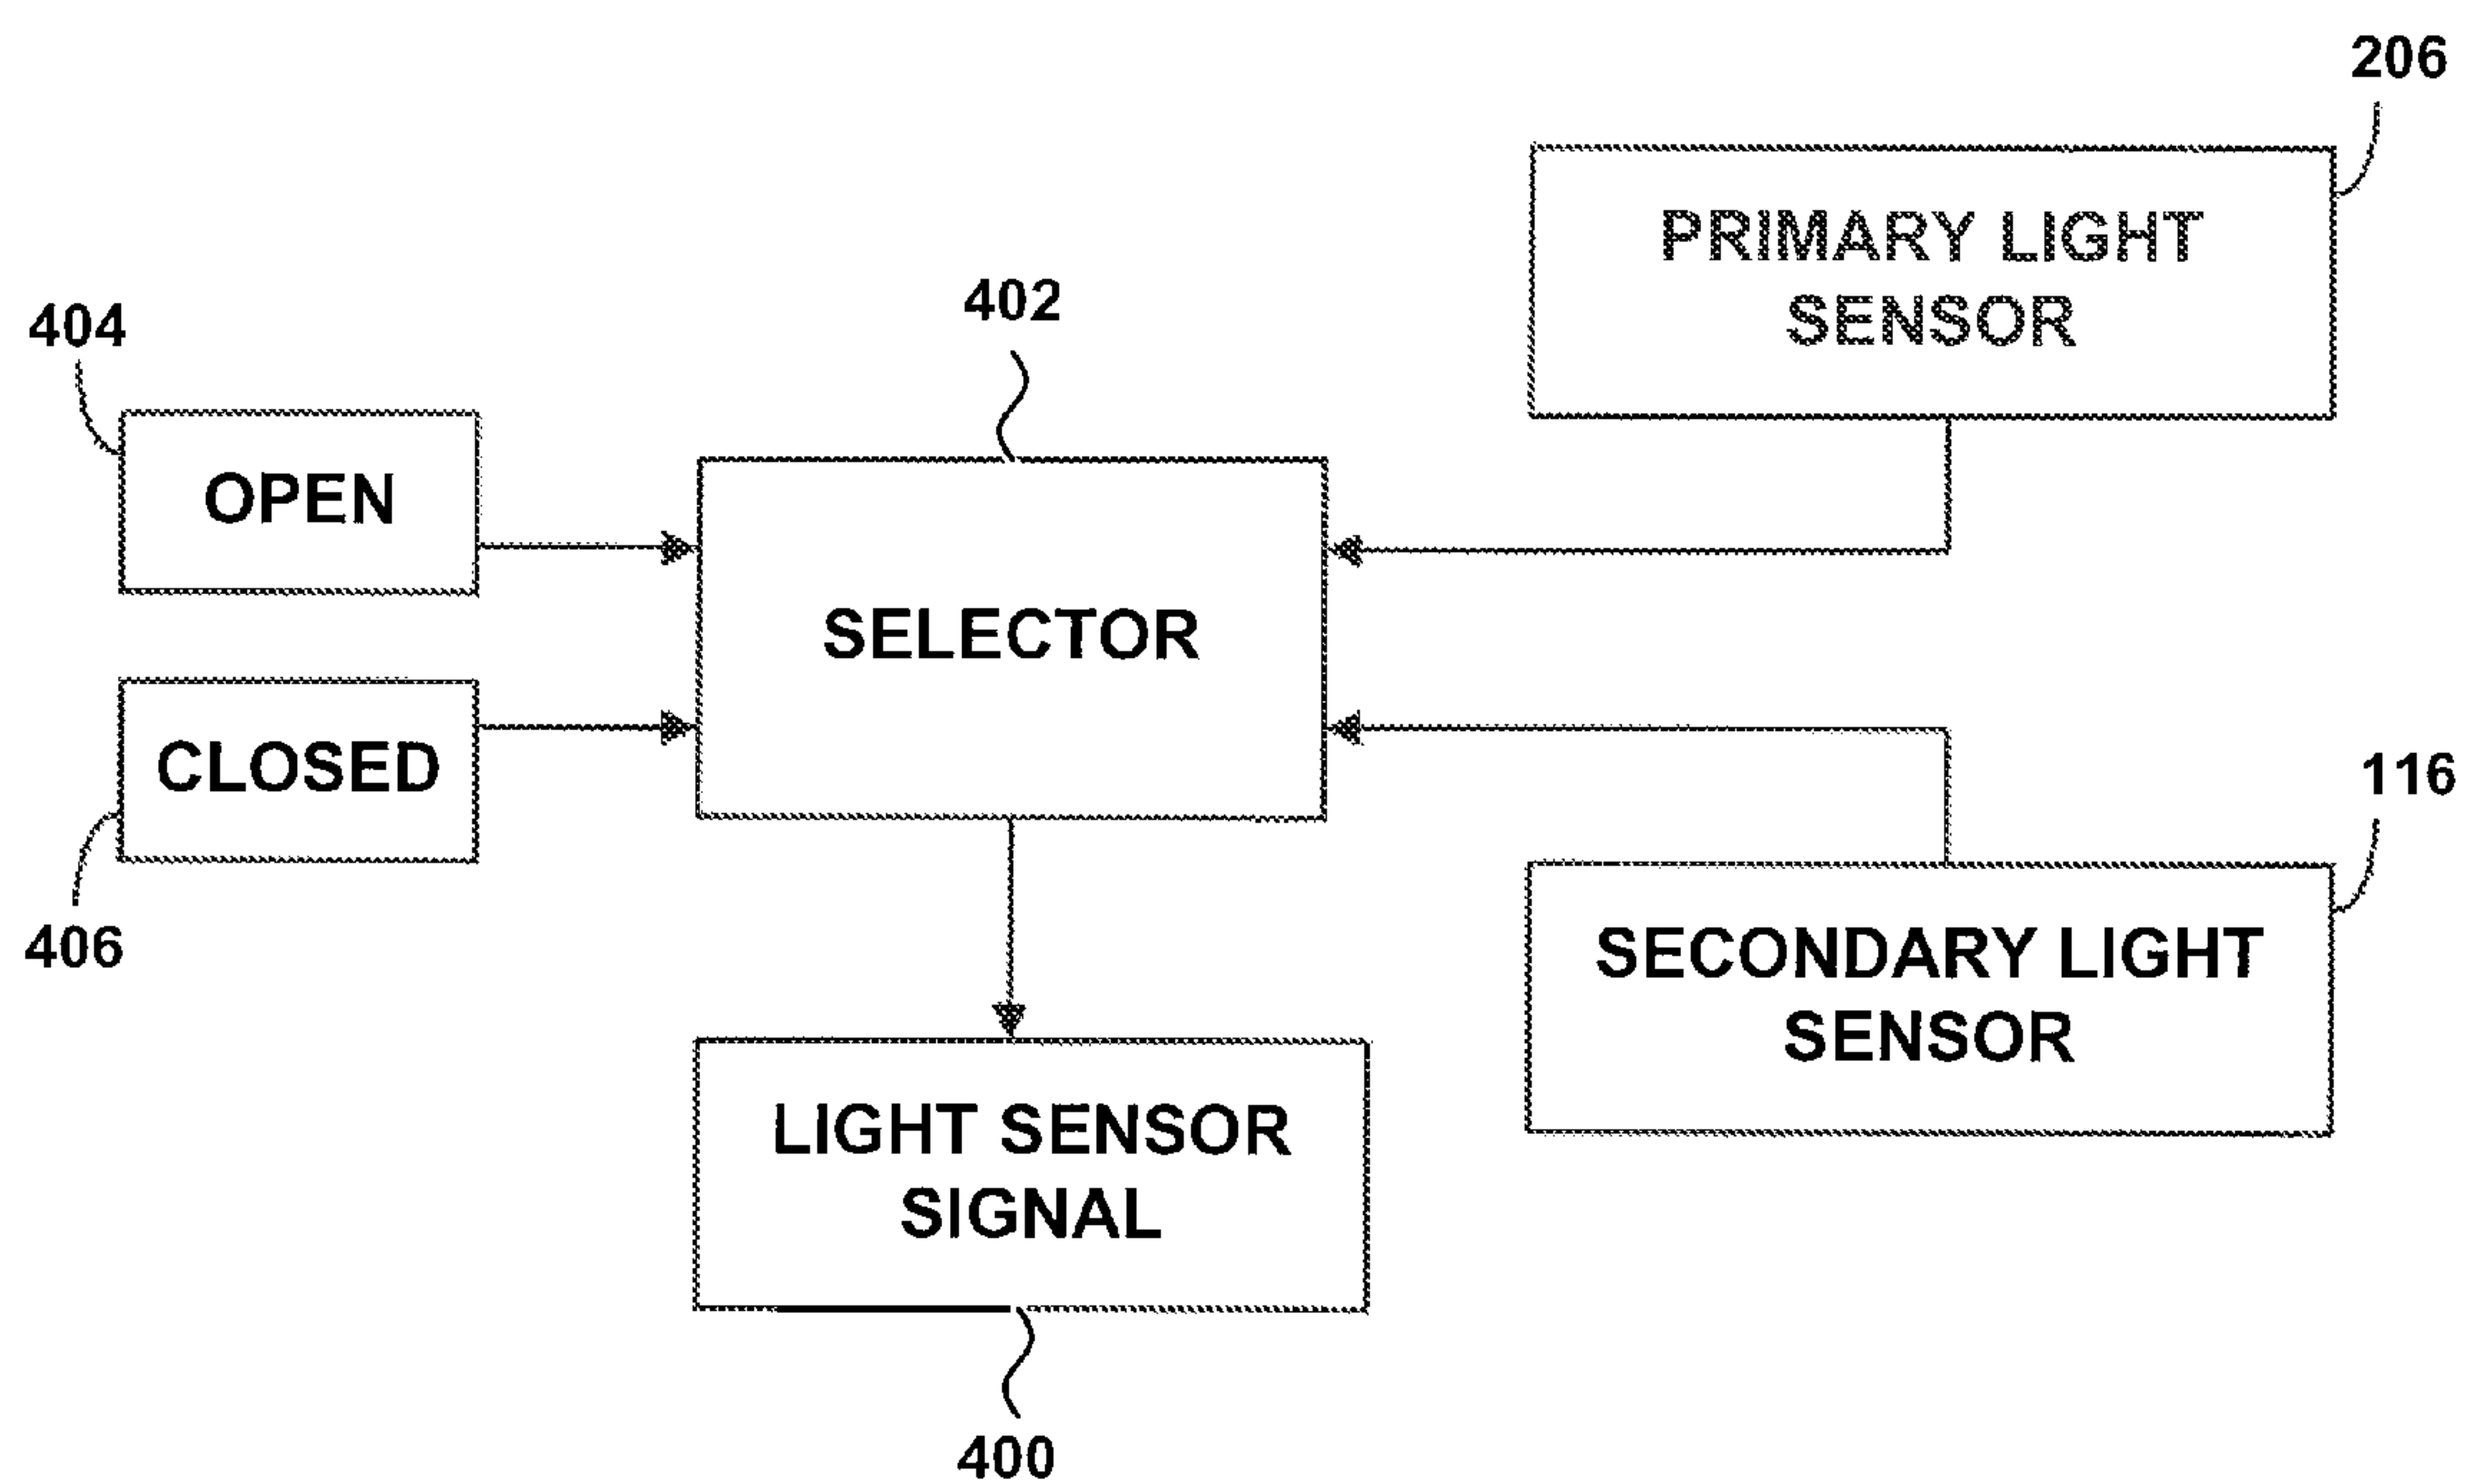 206
PRIMARY LIGHT
SENSOR
402
404
OPEN
SELECTOR
CLOSED
406
116
SECONDARY LIGHT
SENSOR
LIGHT SENSOR
SIGNAL
400